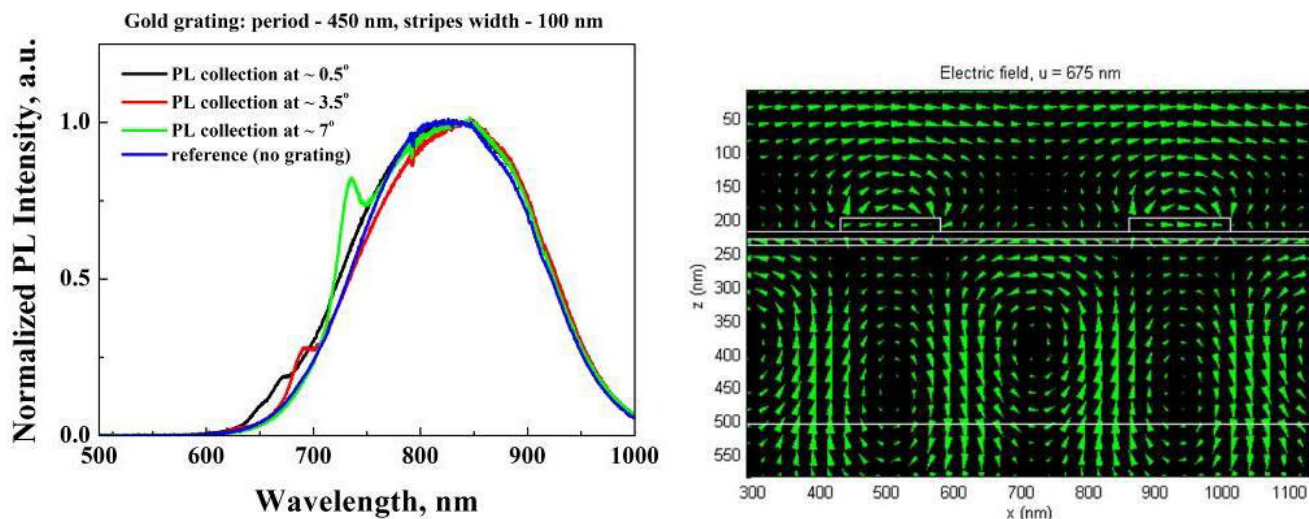 Gold grating: period - 450 nm, stripes width - 100 nm
PL collection at ~ 0.5°
PL collection at ~ 3.5°
PL collection at ~ 7°
reference (no grating)
Normalized PL Intensity, a.u.
1.0
0.5
0.0
500 600 700 800 900 1000
Wavelength, nm
Electric field, u = 675 nm
z (nm)
50
100
150
200
250
300
350
400
450
500
550
300 400 500 600 700 800 900 1000 1100
x (nm)